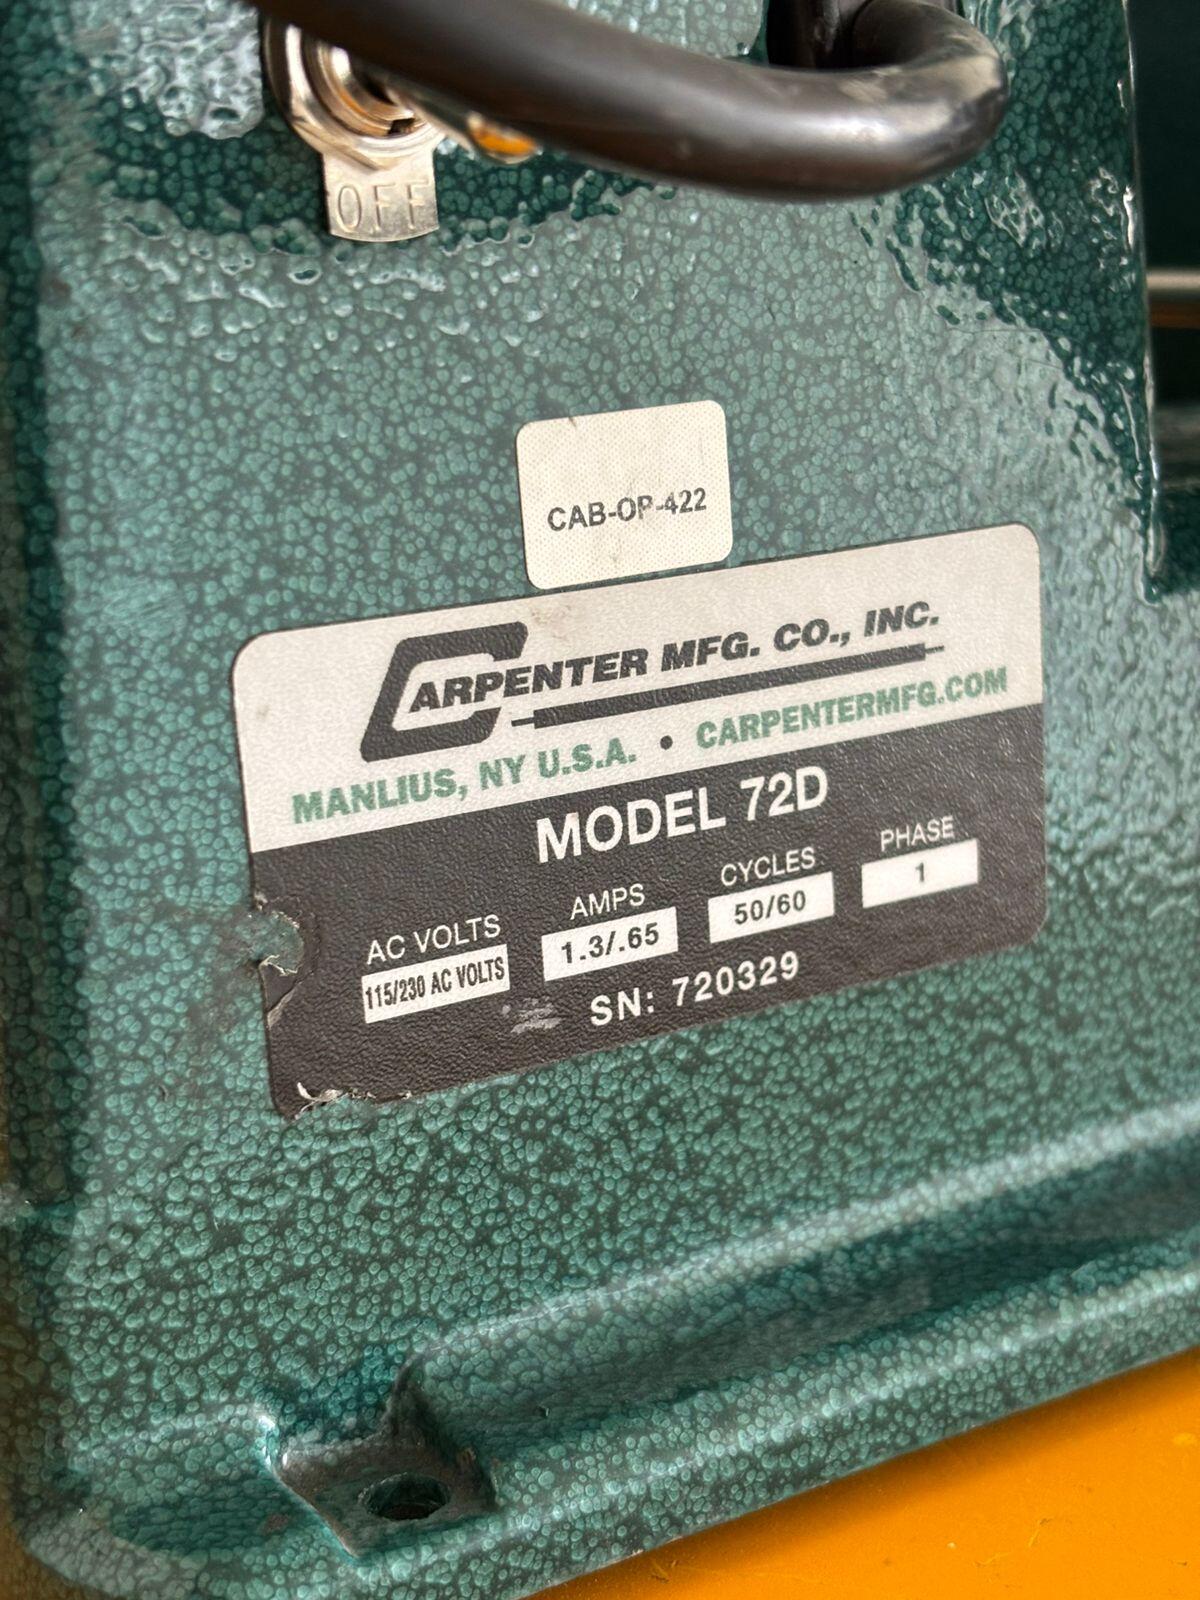 OFF
CAB-OP-422
CARPENTER MFG. CO., INC.
MANLIUS, NY U.S.A. • CARPENTERMFG.COM
MODEL 72D
AC VOLTS AMPS CYCLES PHASE
115/230 AC VOLTS 1.3/.65 50/60 1
SN: 720329